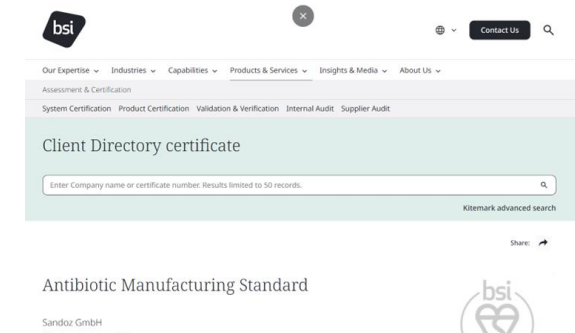 bsi
Contact Us
Our Expertise Industries Capabilities Products & Services Insights & Media About Us
Assessment & Certification
System Certification Product Certification Validation & Verification Internal Audit Supplier Audit
Client Directory certificate
Enter Company name or certificate number. Results limited to 50 records.
Kitemark advanced search
Share:
Antibiotic Manufacturing Standard
bsi
Sandoz GmbH